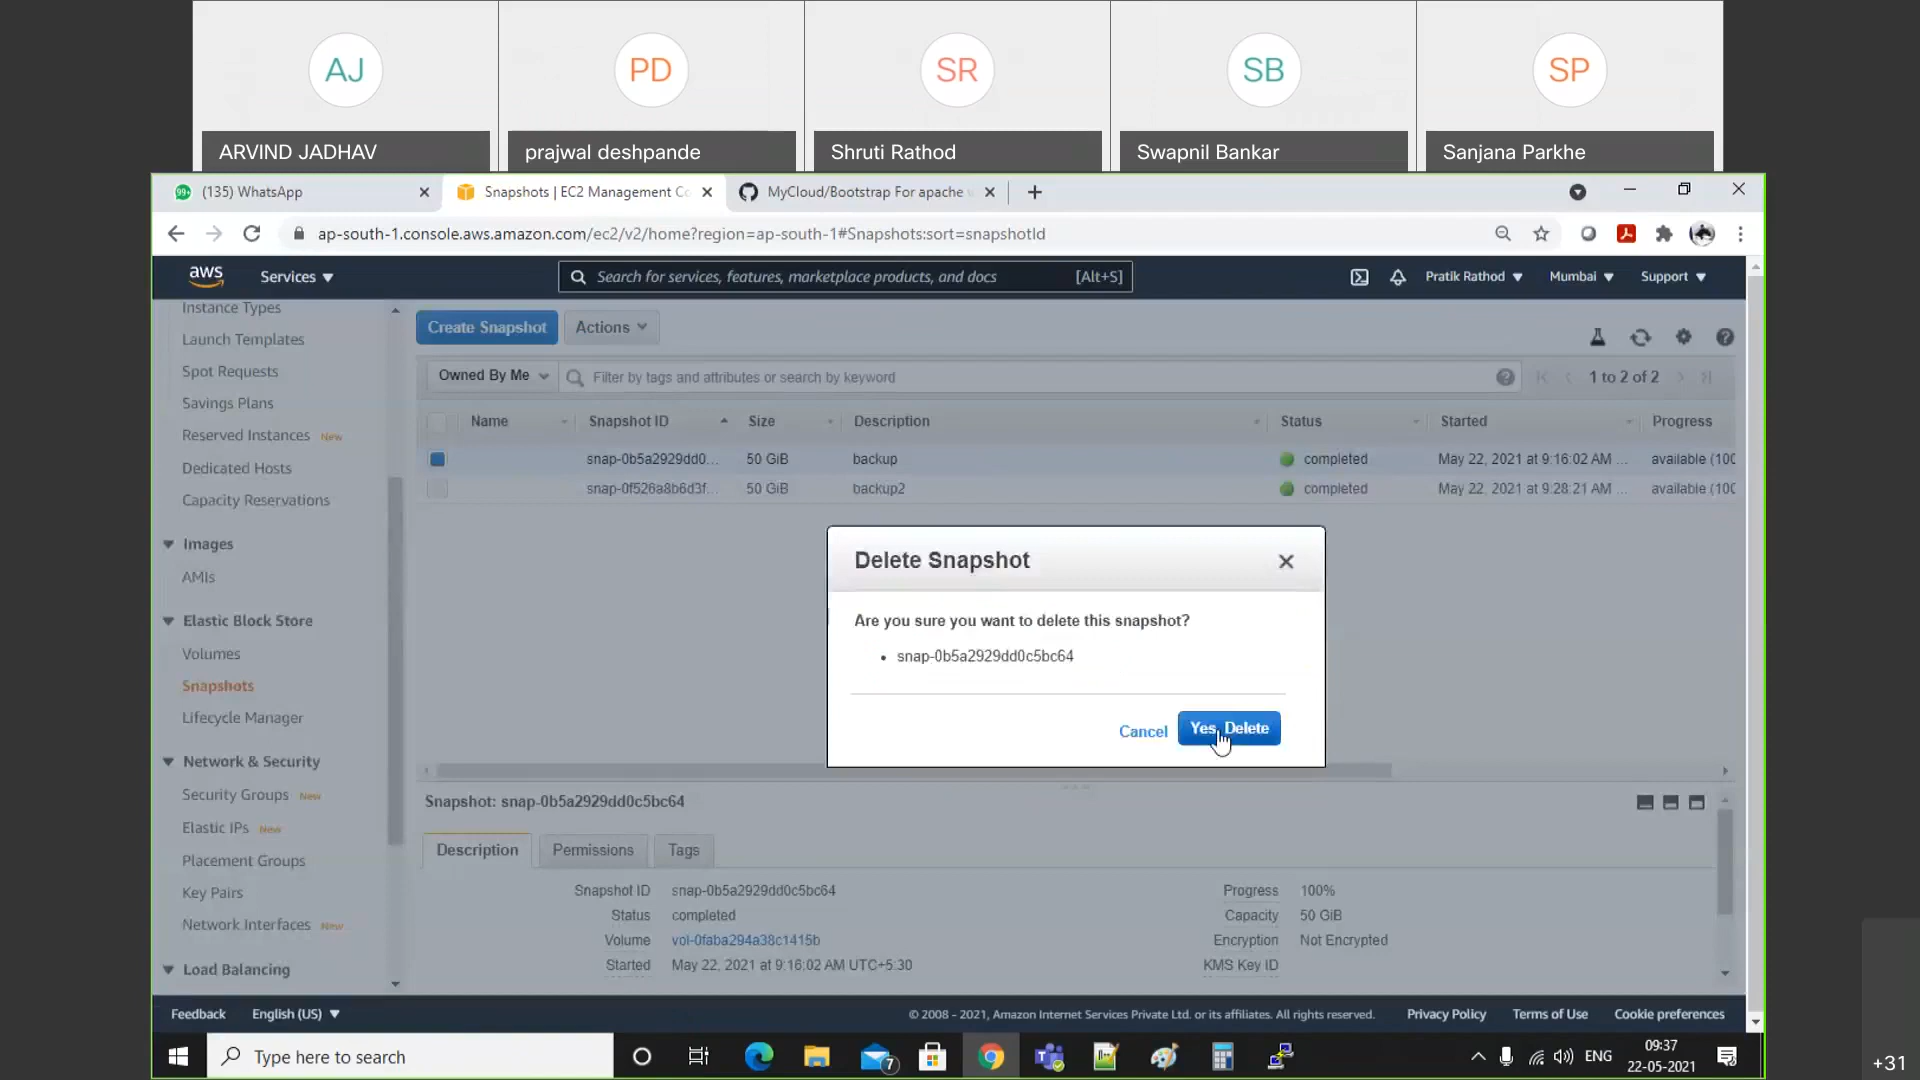 AJ PD SR SB SP
ARVIND JADHAV prajwal deshpande Shruti Rathod Swapnil Bankar Sanjana Parkhe
99+ (135) WhatsApp Snapshots | EC2 Management Co MyCloud/Bootstrap For apache
ap-south-1.console.aws.amazon.com/ec2/v2/home?region=ap-south-1#Snapshots:sort=snapshotId
aws Services Search for services, features, marketplace products, and docs [Alt+S] Pratik Rathod Mumbai Support
Instance Types
Launch Templates
Spot Requests
Savings Plans
Reserved Instances New
Dedicated Hosts
Capacity Reservations
Images
AMIs
Elastic Block Store
Volumes
Snapshots
Lifecycle Manager
Network & Security
Security Groups New
Elastic IPs New
Placement Groups
Key Pairs
Network Interfaces New
Load Balancing
Create Snapshot Actions
Owned By Me Filter by tags and attributes or search by keyword 1 to 2 of 2
Name Snapshot ID Size Description Status Started Progress
snap-0b5a2929dd0... 50 GiB backup completed May 22, 2021 at 9:16:02 AM ... available (100
snap-0f526a8b6d3f... 50 GiB backup2 completed May 22, 2021 at 9:28:21 AM ... available (100
Delete Snapshot
Are you sure you want to delete this snapshot?
• snap-0b5a2929dd0c5bc64
Cancel Yes, Delete
Snapshot: snap-0b5a2929dd0c5bc64
Description Permissions Tags
Snapshot ID snap-0b5a2929dd0c5bc64 Progress 100%
Status completed Capacity 50 GiB
Volume vol-0faba294a38c1415b Encryption Not Encrypted
Started May 22, 2021 at 9:16:02 AM UTC+5:30 KMS Key ID
Feedback English (US) © 2008 - 2021, Amazon Internet Services Private Ltd. or its affiliates. All rights reserved. Privacy Policy Terms of Use Cookie preferences
Type here to search 7 ENG 09:37
22-05-2021
+31